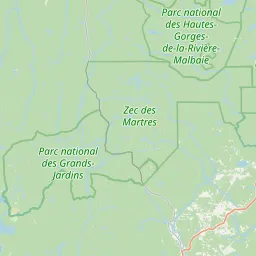 Parc national
des Hautes-
Gorges-
de-la-Rivière-
Malbaie
Zec des
Martres
Parc national
des Grands-
Jardins